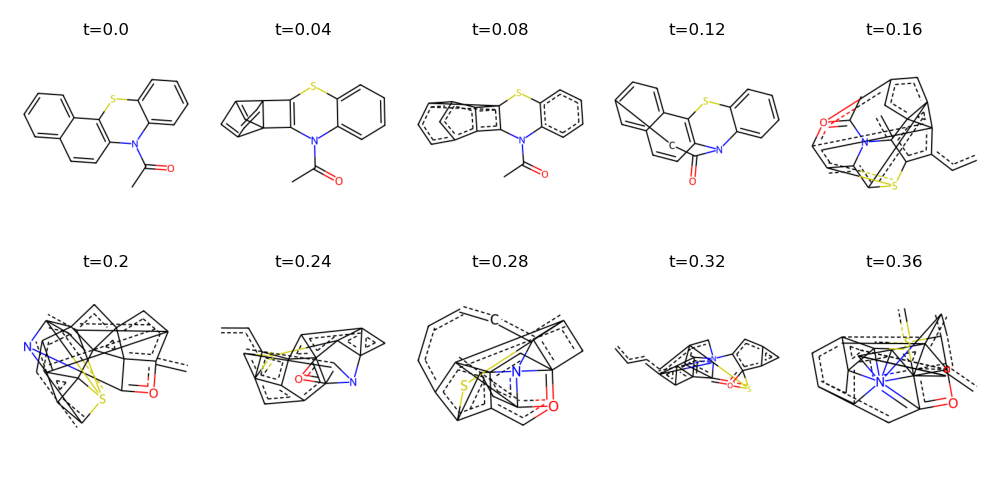 t=0.0 t=0.04 t=0.08 t=0.12 t=0.16
S S S S
O
N
N N N S
C
O O O O
t=0.2 t=0.24 t=0.28 t=0.32 t=0.36
C
N
N
S O N S O N O S N
S O O O